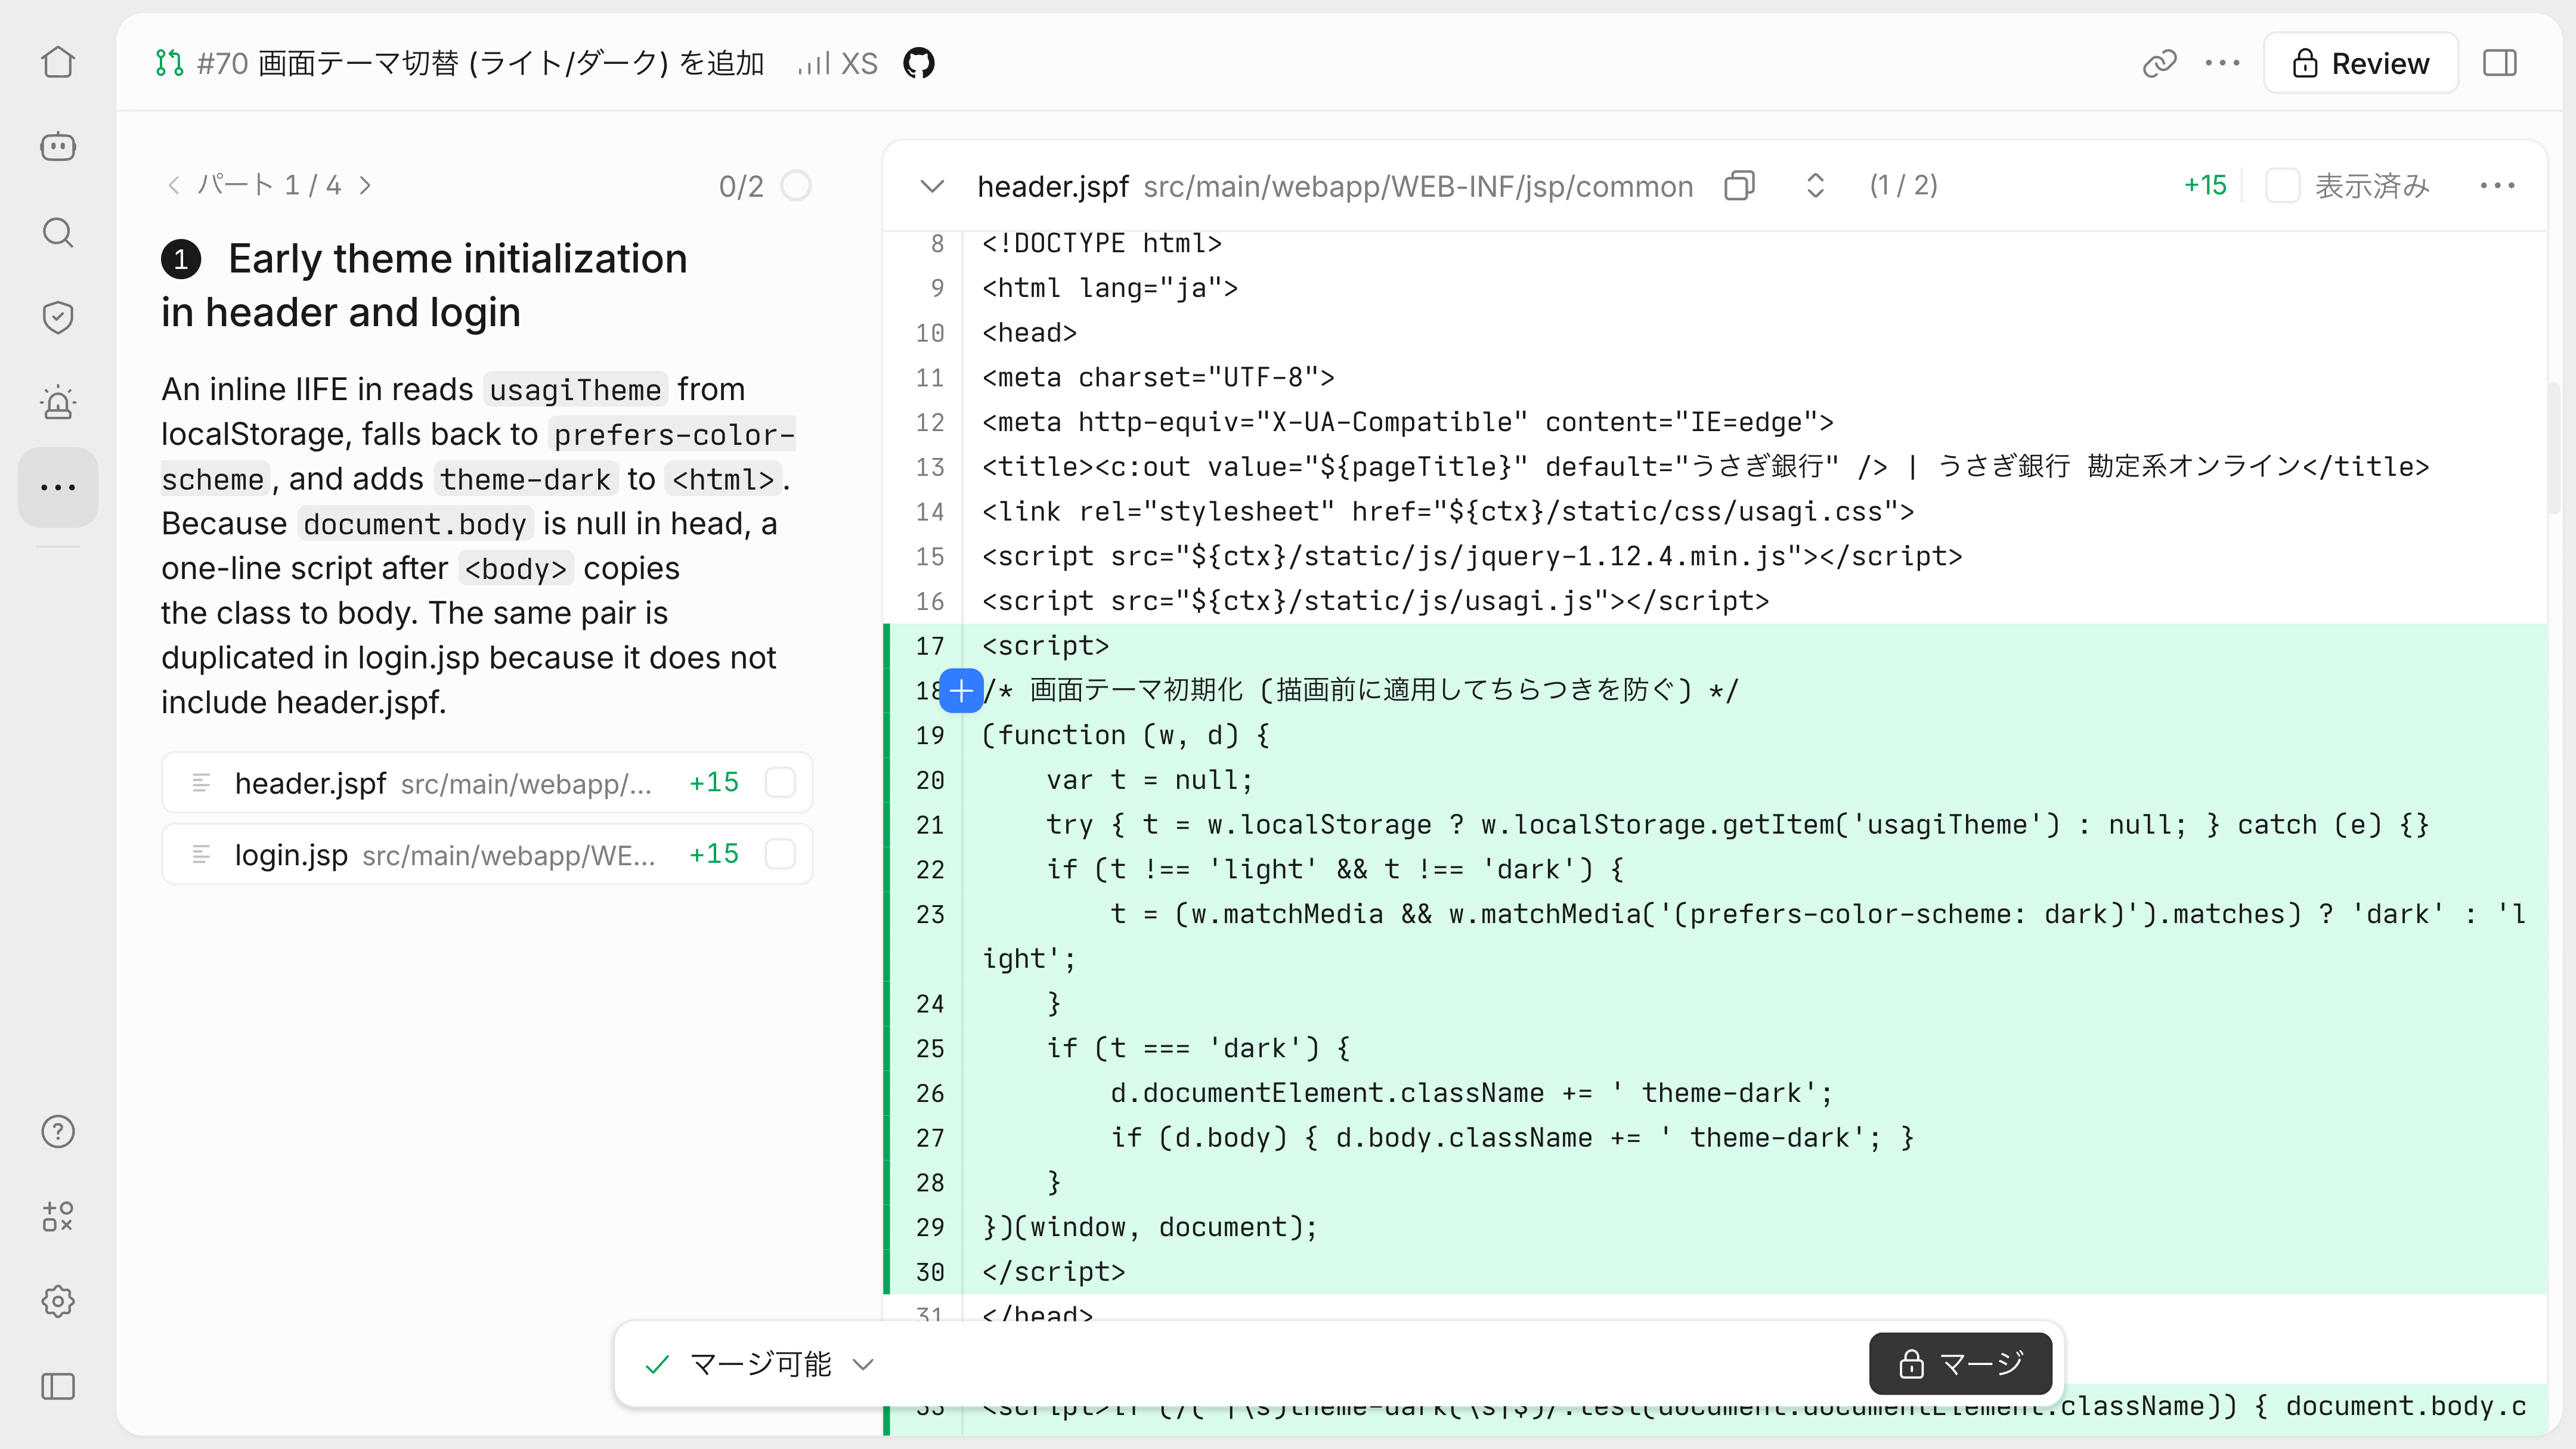 #70 画面テーマ切替 (ライト/ダーク) を追加 XS
Review
パート 1 / 4
0/2
1 Early theme initialization
in header and login
An inline IIFE in reads usagiTheme from
localStorage, falls back to prefers-color-
scheme, and adds theme-dark to <html>.
Because document.body is null in head, a
one-line script after <body> copies
the class to body. The same pair is
duplicated in login.jsp because it does not
include header.jspf.
header.jspf src/main/webapp/... +15
login.jsp src/main/webapp/WE... +15
header.jspf src/main/webapp/WEB-INF/jsp/common (1 / 2) +15 表示済み
8 <!DOCTYPE html>
9 <html lang="ja">
10 <head>
11 <meta charset="UTF-8">
12 <meta http-equiv="X-UA-Compatible" content="IE=edge">
13 <title><c:out value="${pageTitle}" default="うさぎ銀行" /> | うさぎ銀行 勘定系オンライン</title>
14 <link rel="stylesheet" href="${ctx}/static/css/usagi.css">
15 <script src="${ctx}/static/js/jquery-1.12.4.min.js"></script>
16 <script src="${ctx}/static/js/usagi.js"></script>
17 <script>
18 /* 画面テーマ初期化 (描画前に適用してちらつきを防ぐ) */
19 (function (w, d) {
20     var t = null;
21     try { t = w.localStorage ? w.localStorage.getItem('usagiTheme') : null; } catch (e) {}
22     if (t !== 'light' && t !== 'dark') {
23         t = (w.matchMedia && w.matchMedia('(prefers-color-scheme: dark)').matches) ? 'dark' : 'l
ight';
24     }
25     if (t === 'dark') {
26         d.documentElement.className += ' theme-dark';
27         if (d.body) { d.body.className += ' theme-dark'; }
28     }
29 })(window, document);
30 </script>
31 </head>
マージ可能
マージ
33 <script>if (/(^|\s)theme-dark(\s|$)/.test(document.documentElement.className)) { document.body.c